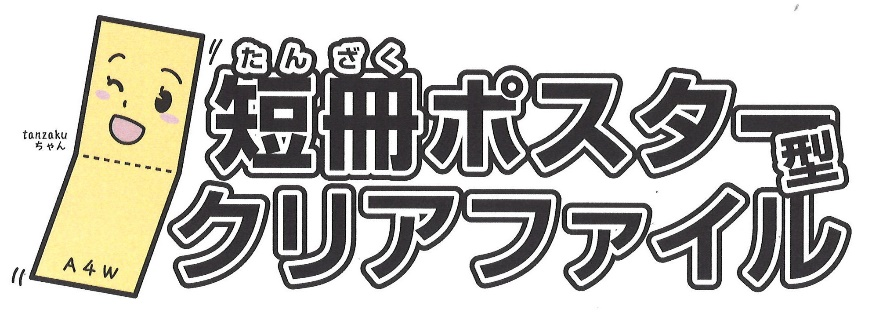 tanzaku
ちゃん
A4W
たんざく
短冊ポスター型
クリアファイル